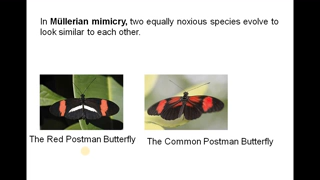 In Müllerian mimicry, two equally noxious species evolve to
look similar to each other.
The Red Postman Butterfly
The Common Postman Butterfly